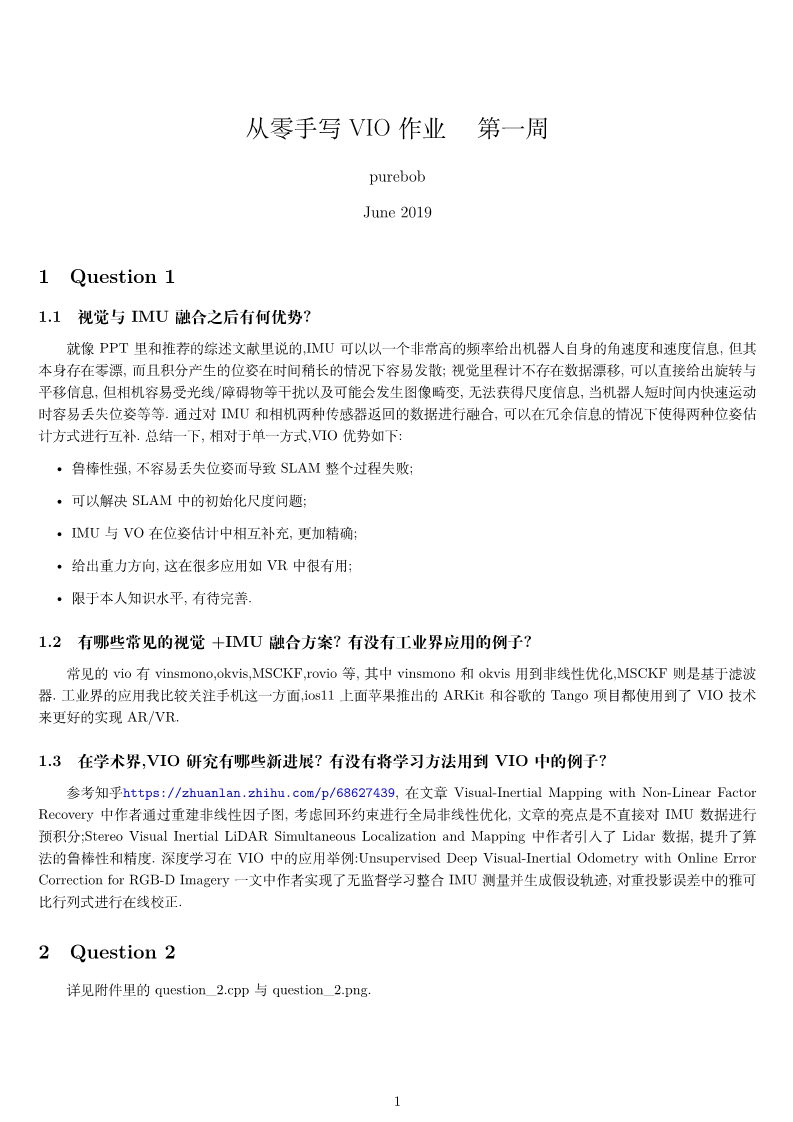 从零手写 VIO 作业 第一周
purebob
June 2019
1 Question 1
1.1 视觉与 IMU 融合之后有何优势?
就像 PPT 里和推荐的综述文献里说的,IMU 可以以一个非常高的频率给出机器人自身的角速度和速度信息, 但其
本身存在零漂, 而且积分产生的位姿在时间稍长的情况下容易发散; 视觉里程计不存在数据漂移, 可以直接给出旋转与
平移信息, 但相机容易受光线/障碍物等干扰以及可能会发生图像畸变, 无法获得尺度信息, 当机器人短时间内快速运动
时容易丢失位姿等等. 通过对 IMU 和相机两种传感器返回的数据进行融合, 可以在冗余信息的情况下使得两种位姿估
计方式进行互补. 总结一下, 相对于单一方式,VIO 优势如下:
• 鲁棒性强, 不容易丢失位姿而导致 SLAM 整个过程失败;
• 可以解决 SLAM 中的初始化尺度问题;
• IMU 与 VO 在位姿估计中相互补充, 更加精确;
• 给出重力方向, 这在很多应用如 VR 中很有用;
• 限于本人知识水平, 有待完善.
1.2 有哪些常见的视觉 +IMU 融合方案? 有没有工业界应用的例子?
常见的 vio 有 vinsmono,okvis,MSCKF,rovio 等, 其中 vinsmono 和 okvis 用到非线性优化,MSCKF 则是基于滤波
器. 工业界的应用我比较关注手机这一方面,ios11 上面苹果推出的 ARKit 和谷歌的 Tango 项目都使用到了 VIO 技术
来更好的实现 AR/VR.
1.3 在学术界,VIO 研究有哪些新进展? 有没有将学习方法用到 VIO 中的例子?
参考知乎https://zhuanlan.zhihu.com/p/68627439, 在文章 Visual-Inertial Mapping with Non-Linear Factor
Recovery 中作者通过重建非线性因子图, 考虑回环约束进行全局非线性优化, 文章的亮点是不直接对 IMU 数据进行
预积分;Stereo Visual Inertial LiDAR Simultaneous Localization and Mapping 中作者引入了 Lidar 数据, 提升了算
法的鲁棒性和精度. 深度学习在 VIO 中的应用举例:Unsupervised Deep Visual-Inertial Odometry with Online Error
Correction for RGB-D Imagery 一文中作者实现了无监督学习整合 IMU 测量并生成假设轨迹, 对重投影误差中的雅可
比行列式进行在线校正.
2 Question 2
详见附件里的 question_2.cpp 与 question_2.png.
1